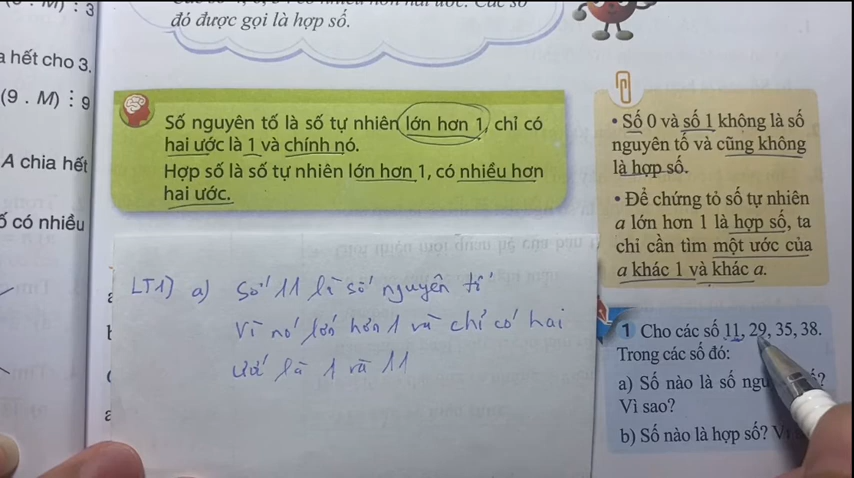 đó được gọi là hợp số.
a hết cho 3.
(9 . M) ⋮ 9
A chia hết
ố có nhiều
Số nguyên tố là số tự nhiên lớn hơn 1, chỉ có
hai ước là 1 và chính nó.
Hợp số là số tự nhiên lớn hơn 1, có nhiều hơn
hai ước.
LT1) a) Số 11 là số nguyên tố
Vì nó lớn hơn 1 và chỉ có hai
ước là 1 và 11
• Số 0 và số 1 không là số
nguyên tố và cũng không
là hợp số.
• Để chứng tỏ số tự nhiên
a lớn hơn 1 là hợp số, ta
chỉ cần tìm một ước của
a khác 1 và khác a.
1 Cho các số 11, 29, 35, 38.
Trong các số đó:
a) Số nào là số
Vì sao?
b) Số nào là hợp số?